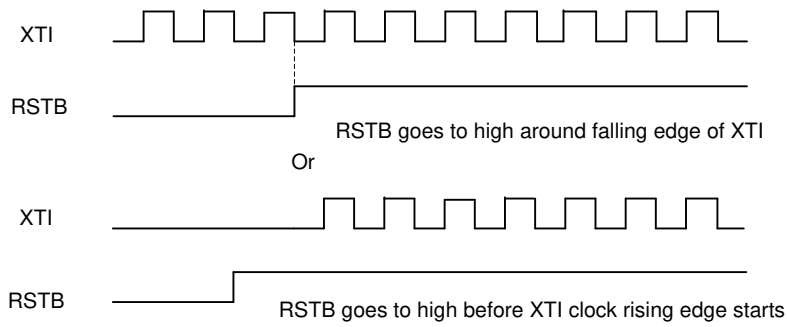 XTI
RSTB
RSTB goes to high around falling edge of XTI
Or
XTI
RSTB
RSTB goes to high before XTI clock rising edge starts